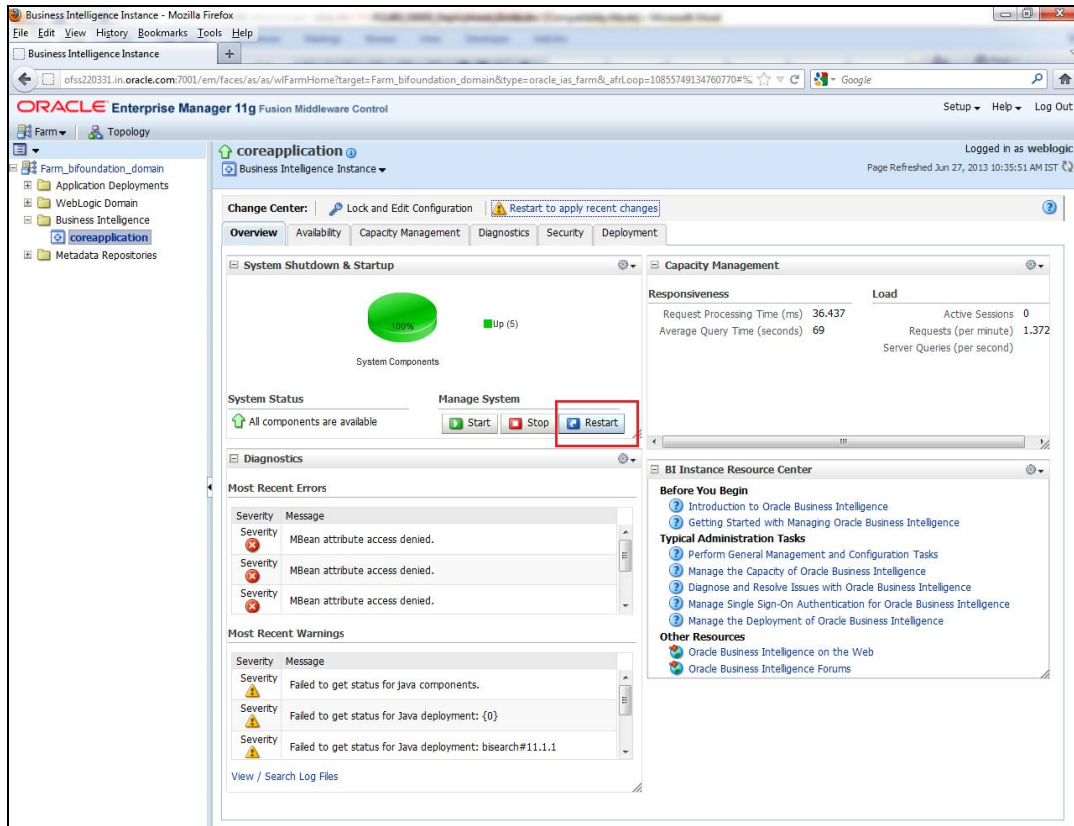 Business Intelligence Instance - Mozilla Firefox
File Edit View History Bookmarks Tools Help
Business Intelligence Instance
ofss220331.in.oracle.com:7001/em/faces/as/as/wlFarmHome?target=Farm_bifoundation_domain&type=oracle_ias_farm&_afrLoop=10855749134760770#%
Google
ORACLE Enterprise Manager 11g Fusion Middleware Control
Setup Help Log Out
Farm Topology
Farm_bifoundation_domain
Application Deployments
WebLogic Domain
Business Intelligence
coreapplication
Metadata Repositories
coreapplication
Business Intelligence Instance
Logged in as weblogic
Page Refreshed Jun 27, 2013 10:35:51 AM IST
Change Center: Lock and Edit Configuration Restart to apply recent changes
Overview Availability Capacity Management Diagnostics Security Deployment
System Shutdown & Startup
100%
Up (5)
System Components
System Status
All components are available
Manage System
Start Stop Restart
Capacity Management
Responsiveness
Request Processing Time (ms) 36.437
Average Query Time (seconds) 69
Load
Active Sessions 0
Requests (per minute) 1.372
Server Queries (per second)
Diagnostics
Most Recent Errors
Severity Message
Severity MBean attribute access denied.
Severity MBean attribute access denied.
Severity MBean attribute access denied.
Most Recent Warnings
Severity Message
Severity Failed to get status for java components.
Severity Failed to get status for Java deployment: {0}
Severity Failed to get status for Java deployment: bisearch#11.1.1
View / Search Log Files
BI Instance Resource Center
Before You Begin
Introduction to Oracle Business Intelligence
Getting Started with Managing Oracle Business Intelligence
Typical Administration Tasks
Perform General Management and Configuration Tasks
Manage the Capacity of Oracle Business Intelligence
Diagnose and Resolve Issues with Oracle Business Intelligence
Manage Single Sign-On Authentication for Oracle Business Intelligence
Manage the Deployment of Oracle Business Intelligence
Other Resources
Oracle Business Intelligence on the Web
Oracle Business Intelligence Forums